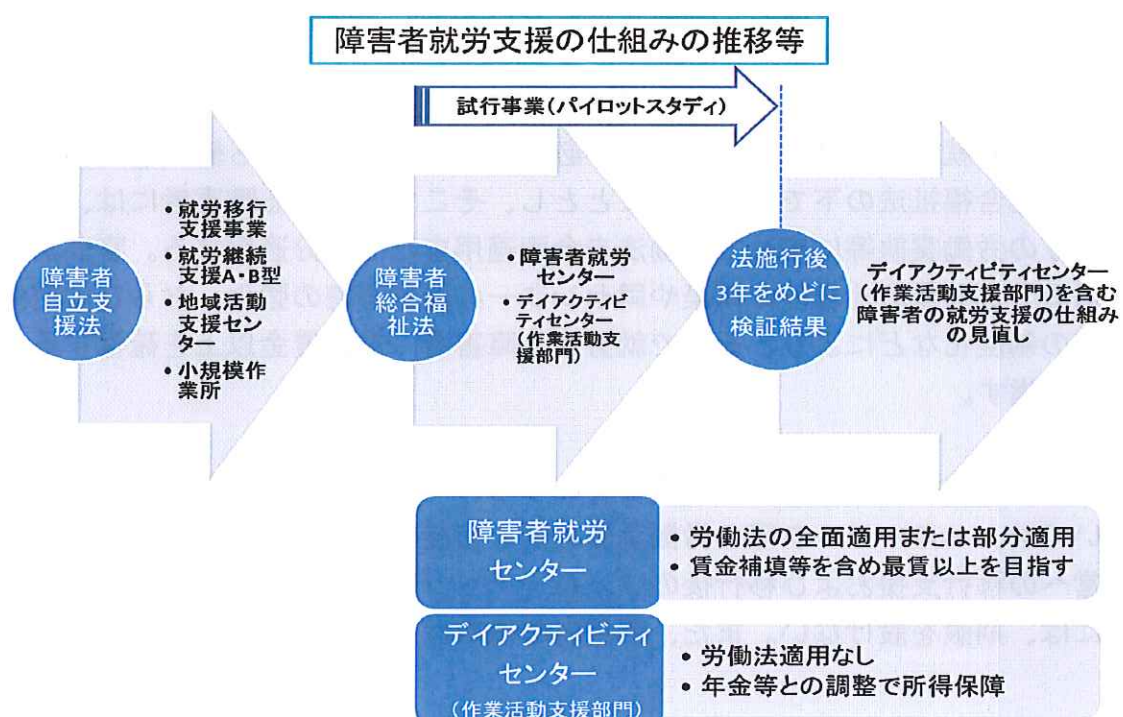 障害者就労支援の仕組みの推移等
試行事業(パイロットスタディ)
障害者
自立支
援法
• 就労移行
支援事業
• 就労継続
支援A・B型
• 地域活動
支援セン
ター
• 小規模作
業所
障害者
総合福
祉法
• 障害者就労
センター
• デイアクティビ
ティセンター
(作業活動支
援部門)
法施行後
3年をめどに
検証結果
デイアクティビティセンター
(作業活動支援部門)を含む
障害者の就労支援の仕組み
の見直し
障害者就労
センター
• 労働法の全面適用または部分適用
• 賃金補填等を含め最賃以上を目指す
デイアクティビティ
センター
(作業活動支援部門)
• 労働法適用なし
• 年金等との調整で所得保障